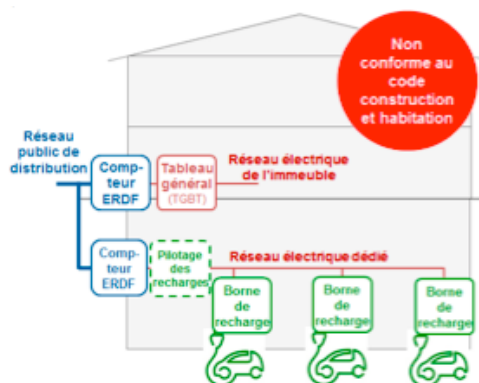 Non
conforme au
code
construction
et habitation
Réseau
public de
distribution
Comp-
teur
ERDF
Tableau
général
(TGBT)
Réseau électrique
de l'immeuble
Comp-
teur
ERDF
Pilotage
des
recharges
Réseau électrique dédié
Borne
de
recharge
Borne
de
recharge
Borne
de
recharge